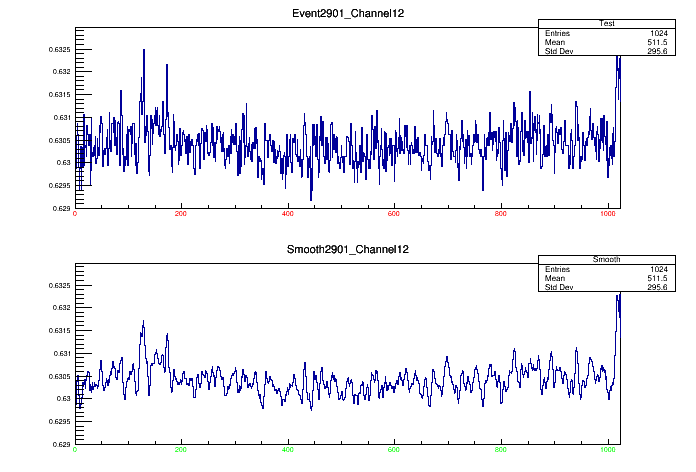 Event2901_Channel12
Test
Entries 1024
Mean 511.5
Std Dev 295.6
0.6325
0.632
0.6315
0.631
0.6305
0.63
0.6295
0.629
0 200 400 600 800 1000
Smooth2901_Channel12
Smooth
Entries 1024
Mean 511.5
Std Dev 295.6
0.6325
0.632
0.6315
0.631
0.6305
0.63
0.6295
0.629
0 200 400 600 800 1000